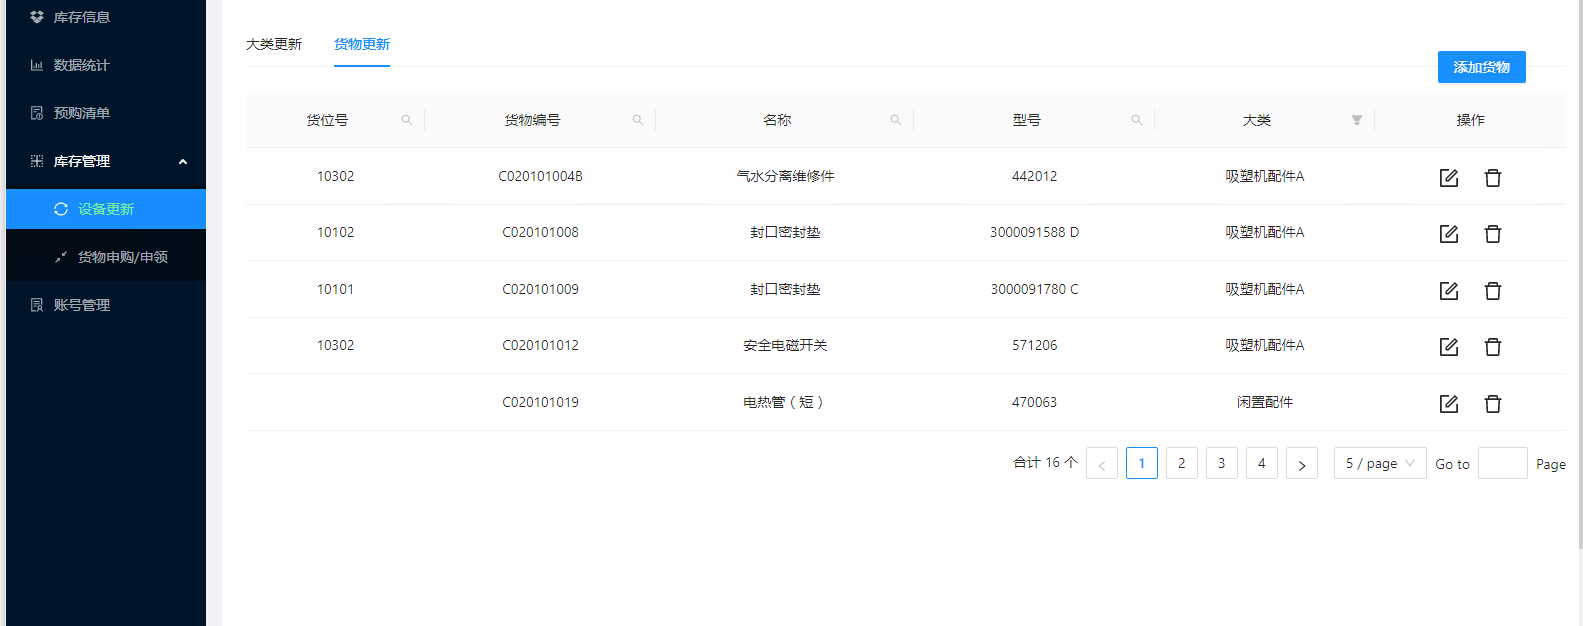 库存信息
数据统计
预购清单
库存管理
设备更新
货物申购/申领
账号管理
大类更新 货物更新
添加货物
货位号 货物编号 名称 型号 大类 操作
10302 C020101004B 气水分离维修件 442012 吸塑机配件A
10102 C020101008 封口密封垫 3000091588 D 吸塑机配件A
10101 C020101009 封口密封垫 3000091780 C 吸塑机配件A
10302 C020101012 安全电磁开关 571206 吸塑机配件A
C020101019 电热管（短） 470063 闲置配件
合计 16 个 < 1 2 3 4 > 5 / page Go to Page